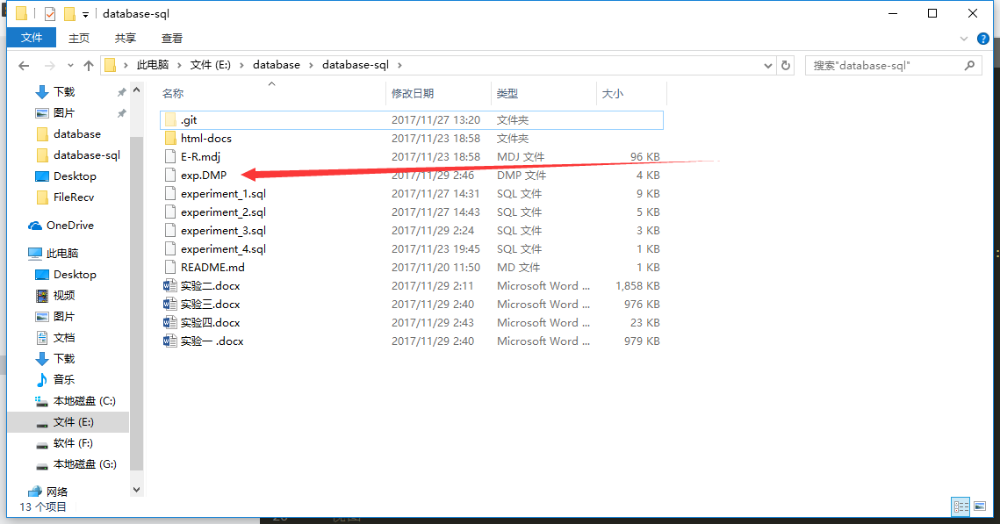 database-sql
文件 主页 共享 查看
此电脑 文件 (E:) database database-sql
搜索"database-sql"
名称 修改日期 类型 大小
.git 2017/11/27 13:20 文件夹
html-docs 2017/11/23 18:58 文件夹
E-R.mdj 2017/11/23 18:58 MDJ 文件 96 KB
exp.DMP 2017/11/29 2:46 DMP 文件 4 KB
experiment_1.sql 2017/11/27 14:31 SQL 文件 9 KB
experiment_2.sql 2017/11/27 14:43 SQL 文件 5 KB
experiment_3.sql 2017/11/29 2:24 SQL 文件 3 KB
experiment_4.sql 2017/11/23 19:45 SQL 文件 1 KB
README.md 2017/11/20 11:50 MD 文件 1 KB
实验二.docx 2017/11/29 2:11 Microsoft Word ... 1,858 KB
实验三.docx 2017/11/29 2:40 Microsoft Word ... 976 KB
实验四.docx 2017/11/29 2:43 Microsoft Word ... 23 KB
实验一 .docx 2017/11/29 2:40 Microsoft Word ... 979 KB
下载
图片
database
database-sql
Desktop
FileRecv
OneDrive
此电脑
Desktop
视频
图片
文档
下载
音乐
本地磁盘 (C:)
文件 (E:)
软件 (F:)
本地磁盘 (G:)
网络
13 个项目